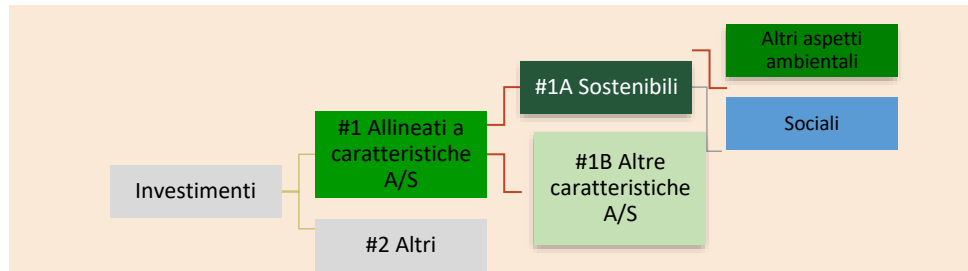 Investimenti
#1 Allineati a
caratteristiche
A/S
#2 Altri
#1A Sostenibili
#1B Altre
caratteristiche
A/S
Altri aspetti
ambientali
Sociali